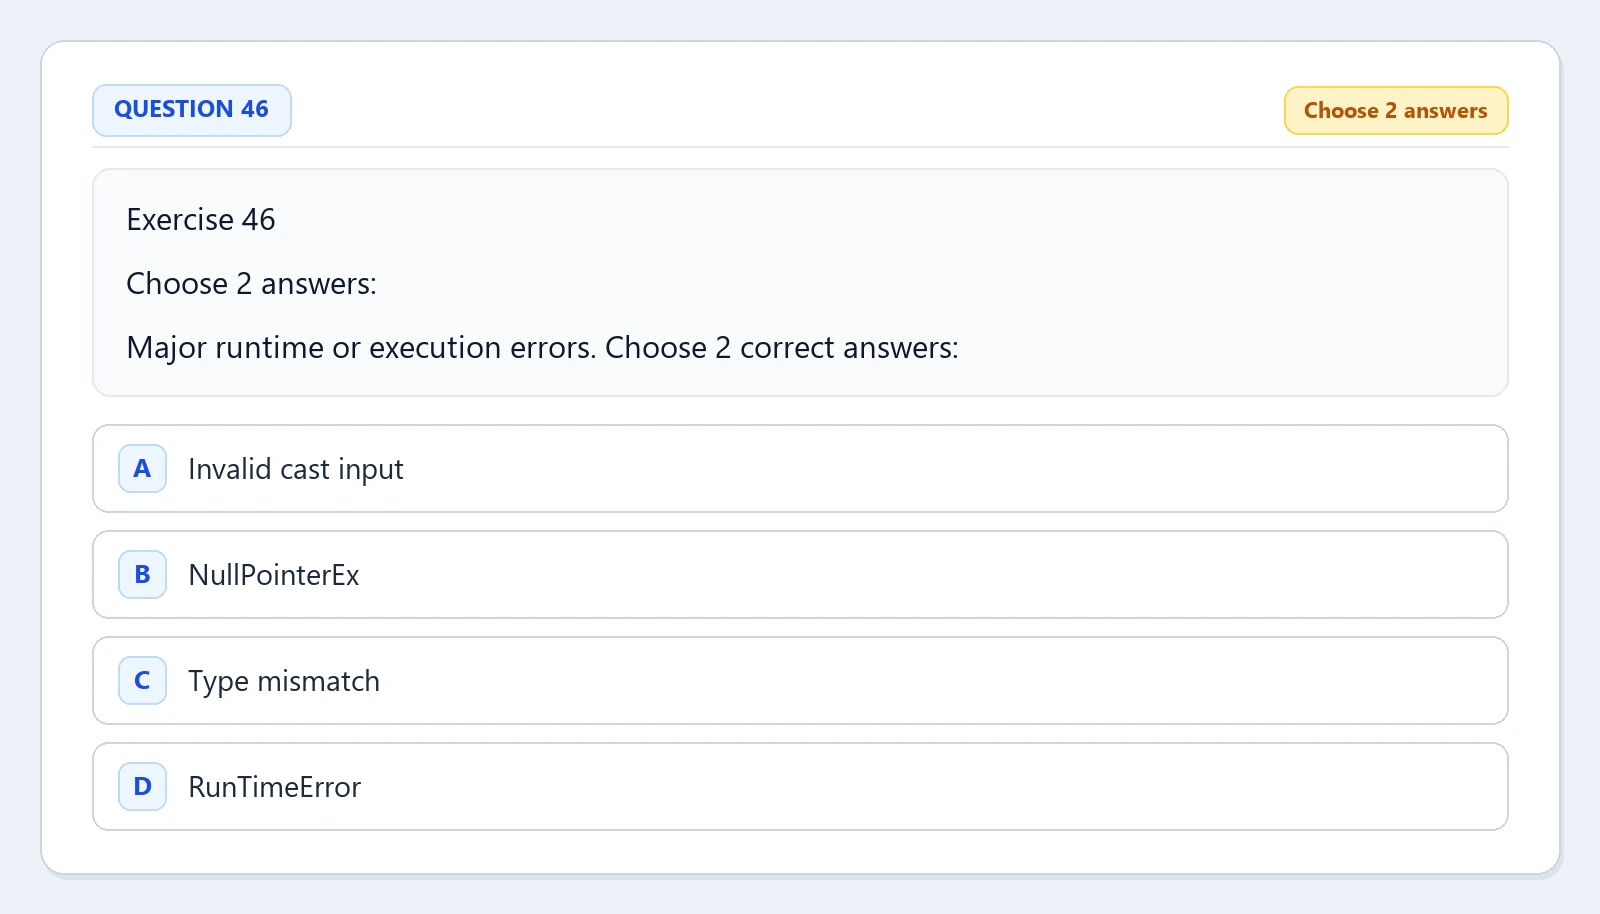 QUESTION 46
Choose 2 answers
Exercise 46
Choose 2 answers:
Major runtime or execution errors. Choose 2 correct answers:
A Invalid cast input
B NullPointerEx
C Type mismatch
D RunTimeError